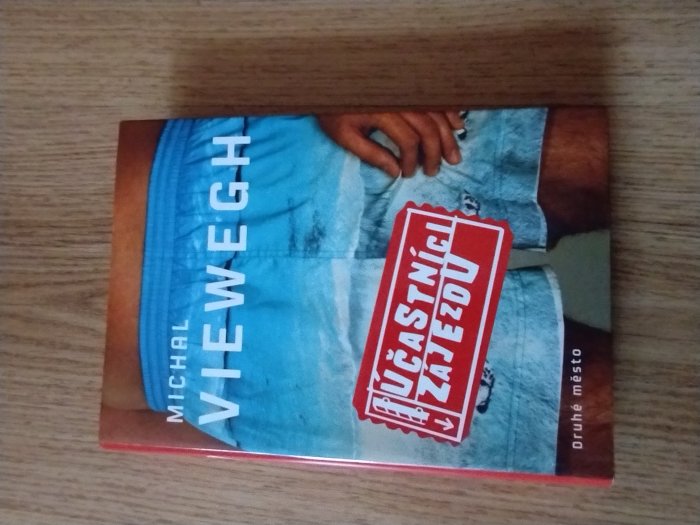 MICHAL
VIEWEGH
ÚČASTNÍCI
ZÁJEZDU
Druhé město